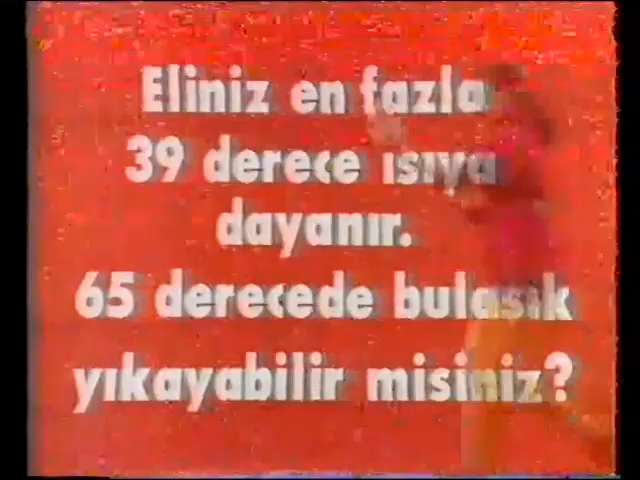 Eliniz en fazla
39 derece ısıya
dayanır.
65 derecede bulaşık
yıkayabilir misiniz?